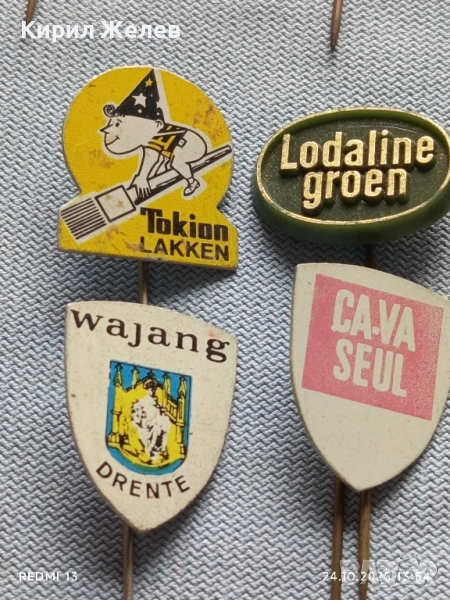 Кирил Желев
Tokion
LAKKEN
Lodaline
groen
wajang
DRENTE
CA-VA
SEUL
REDMI 13